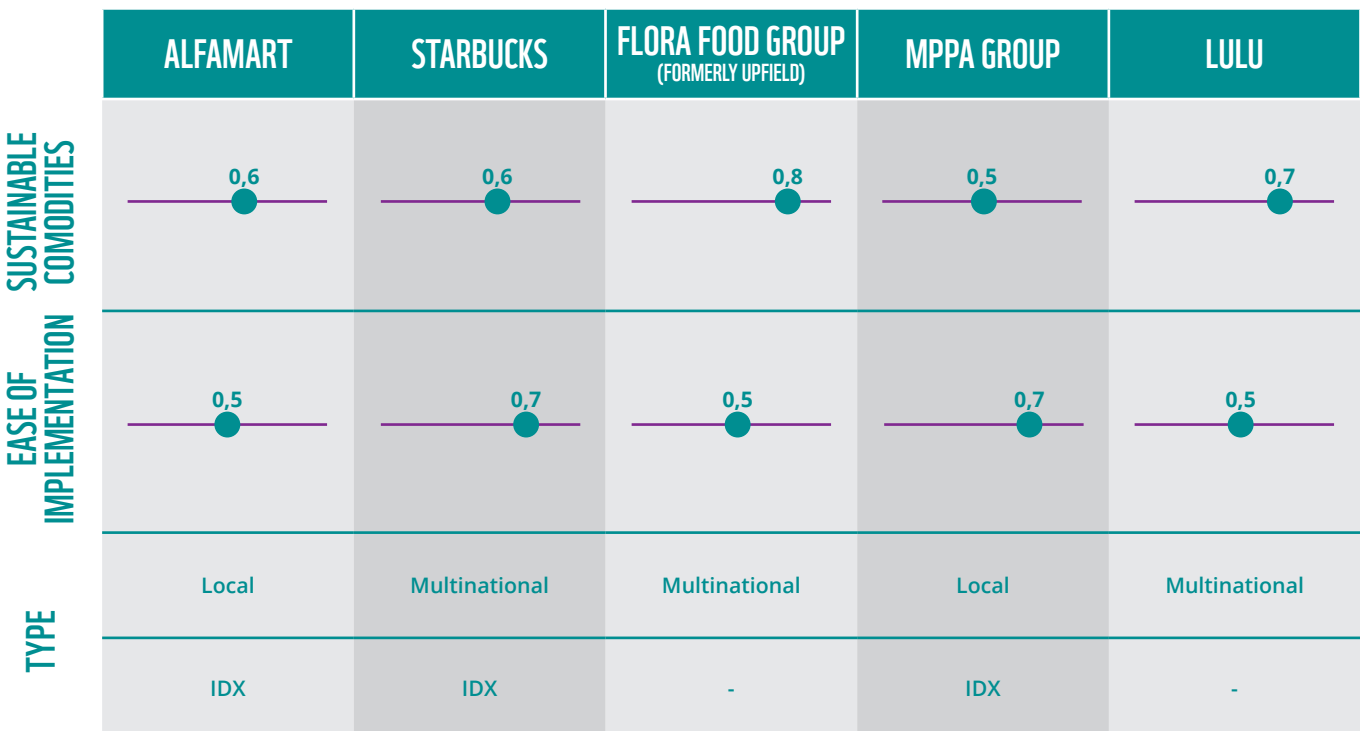 ALFAMART
STARBUCKS
FLORA FOOD GROUP
(FORMERLY UPFIELD)
MPPA GROUP
LULU
SUSTAINABLE
COMODITIES
0,6
0,6
0,8
0,5
0,7
EASE OF
IMPLEMENTATION
0,5
0,7
0,5
0,7
0,5
TYPE
Local
Multinational
Multinational
Local
Multinational
IDX
IDX
-
IDX
-